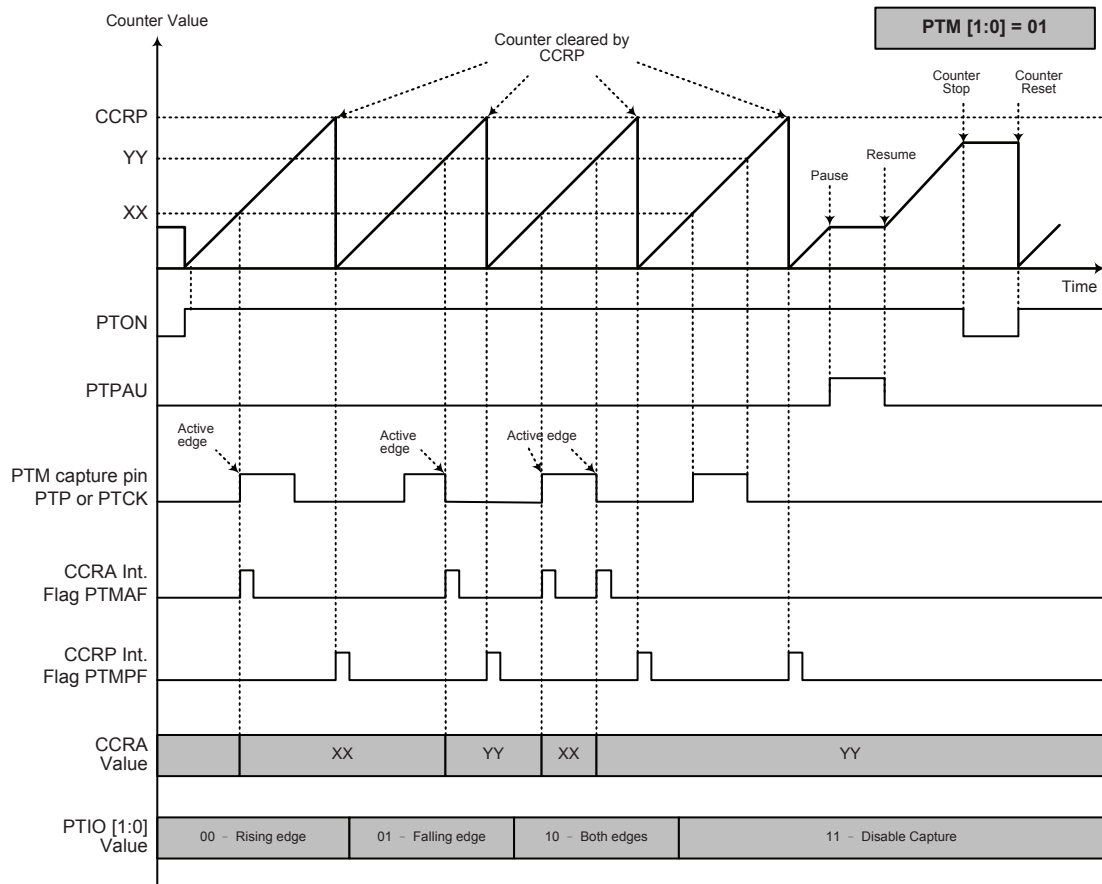 Counter Value
PTM [1:0] = 01
Counter cleared by
CCRP
Counter
Stop
Counter
Reset
CCRP
YY
Resume
Pause
XX
Time
PTON
PTPAU
Active
edge
Active
edge
Active edge
PTM capture pin
PTP or PTCK
CCRA Int.
Flag PTMAF
CCRP Int.
Flag PTMPF
CCRA
Value
XX
YY
XX
YY
PTIO [1:0]
Value
00 - Rising edge
01 - Falling edge
10 - Both edges
11 - Disable Capture